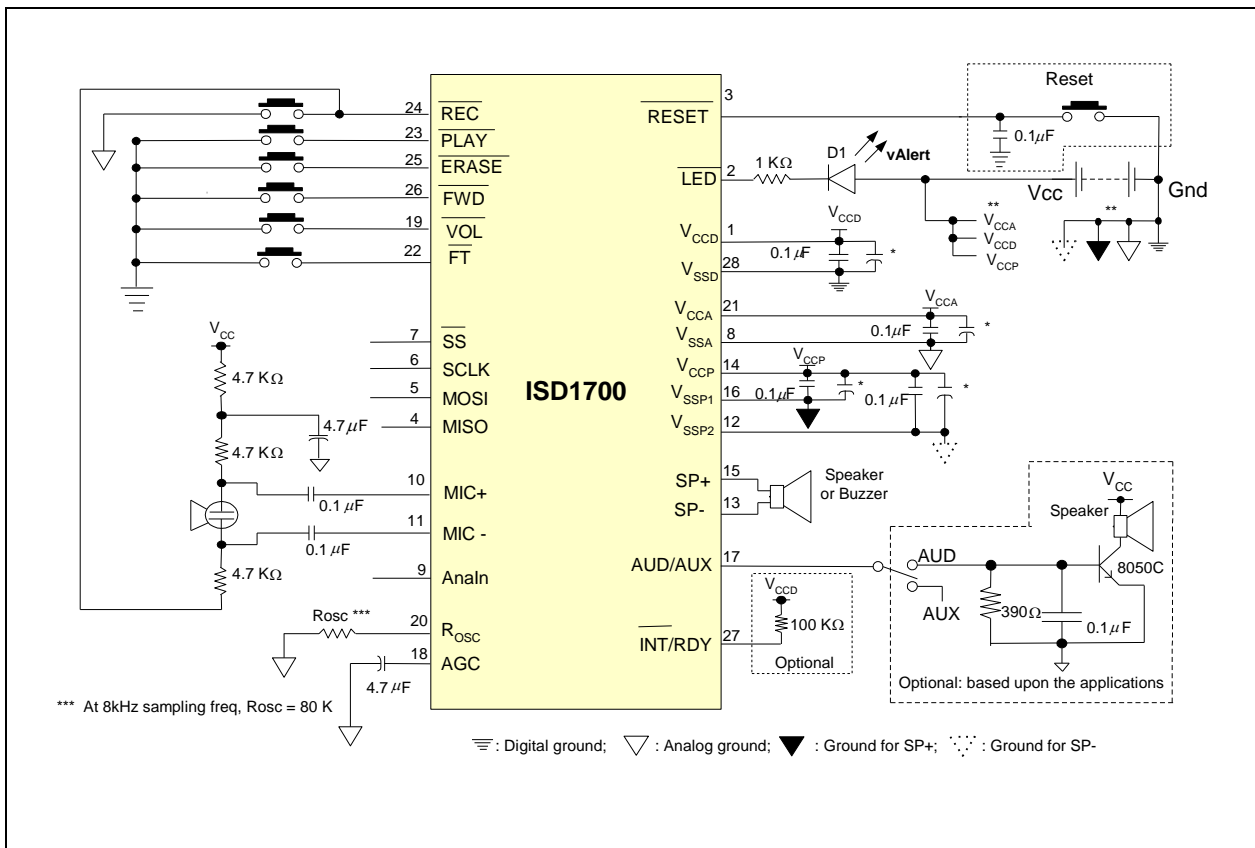 Reset
3
24
REC
RESET
0.1μF
23
PLAY
D1
vAlert
25
ERASE
1 KΩ
2
LED
26
FWD
Vcc
Gnd
**
**
VCCA
VCCD
VCCP
19
VOL
VCCD
1
VCCD
0.1μF
*
22
FT
VSSD
28
VCCA
21
VCCA
0.1μF
*
VSSA
8
VCC
7
SS
4.7 KΩ
6
SCLK
VCCP
14
VCCP
5
MOSI
ISD1700
VSSP1
16
0.1μF
*
0.1μF
*
4.7μF
4
MISO
VSSP2
12
4.7 KΩ
10
MIC+
0.1μF
SP+
15
Speaker
or Buzzer
SP-
13
11
MIC -
0.1μF
VCC
Speaker
4.7 KΩ
9
AnaIn
AUD/AUX
17
AUD
AUX
8050C
390Ω
0.1μF
VCCD
100 KΩ
Rosc ***
20
ROSC
INT/RDY
27
Optional
18
AGC
4.7 μF
Optional: based upon the applications
*** At 8kHz sampling freq, Rosc = 80 K
: Digital ground; : Analog ground; : Ground for SP+; : Ground for SP-